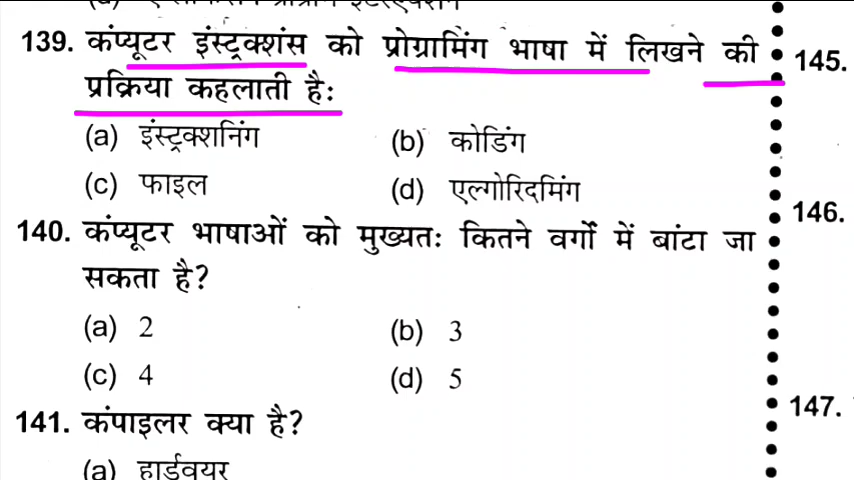 139. कंप्यूटर इंस्ट्रक्शंस को प्रोग्रामिंग भाषा में लिखने की
प्रक्रिया कहलाती है:
(a) इंस्ट्रक्शनिंग (b) कोडिंग
(c) फाइल (d) एल्गोरिदमिंग
140. कंप्यूटर भाषाओं को मुख्यतः कितने वर्गों में बांटा जा
सकता है?
(a) 2 (b) 3
(c) 4 (d) 5
141. कंपाइलर क्या है?
(a) हार्डवयर
145.
146.
147.